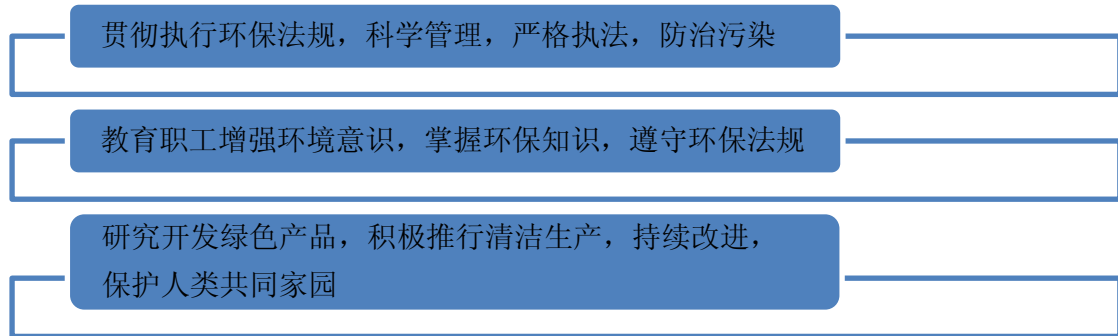 贯彻执行环保法规，科学管理，严格执法，防治污染
教育职工增强环境意识，掌握环保知识，遵守环保法规
研究开发绿色产品，积极推行清洁生产，持续改进，
保护人类共同家园